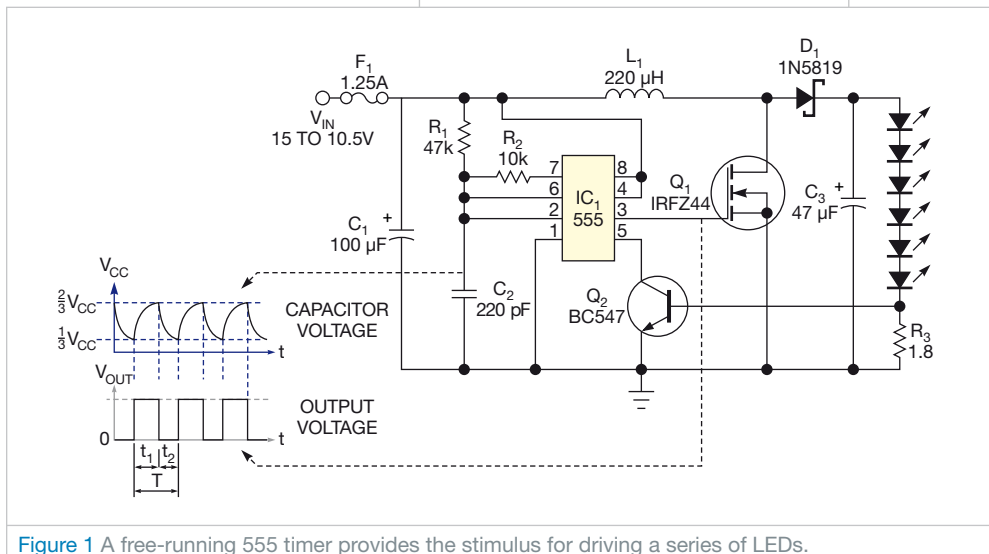 F1
1.25A
VIN
15 TO 10.5V
L1
220 µH
D1
1N5819
R1
47k
R2
10k
7
8
6
4
2
3
1
5
IC1
555
Q1
IRFZ44
C3
47 µF
+
C1
100 µF
+
C2
220 pF
Q2
BC547
R3
1.8
VCC
⅔VCC
⅓VCC
t
CAPACITOR
VOLTAGE
VOUT
0
t
OUTPUT
VOLTAGE
t1
t2
T
Figure 1 A free-running 555 timer provides the stimulus for driving a series of LEDs.